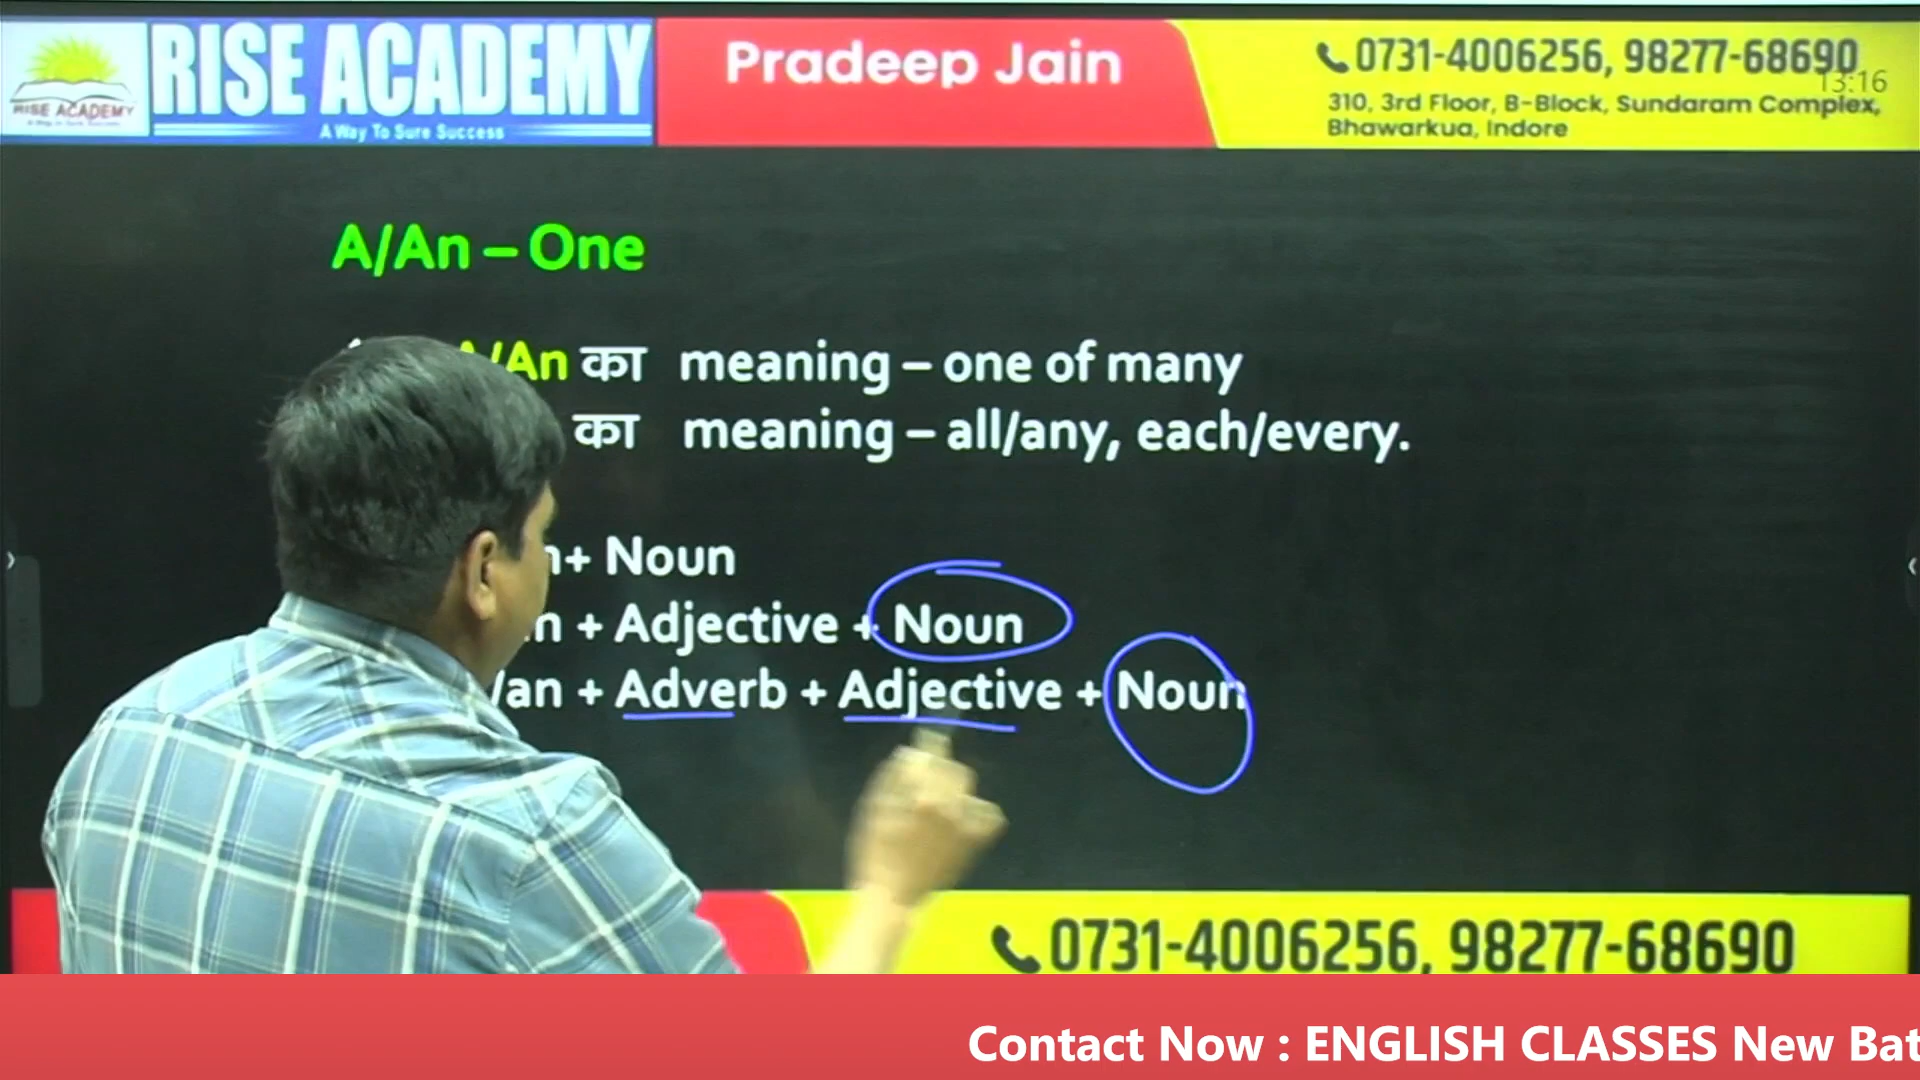 RISE ACADEMY
A Way To Sure Success
RISE ACADEMY
Pradeep Jain
0731-4006256, 98277-68690
13:16
310, 3rd Floor, B-Block, Sundaram Complex,
Bhawarkua, Indore
A/An – One
A/An का meaning – one of many
का meaning – all/any, each/every.
n+ Noun
n + Adjective + Noun
/an + Adverb + Adjective + Noun
0731-4006256, 98277-68690
Contact Now : ENGLISH CLASSES New Bat